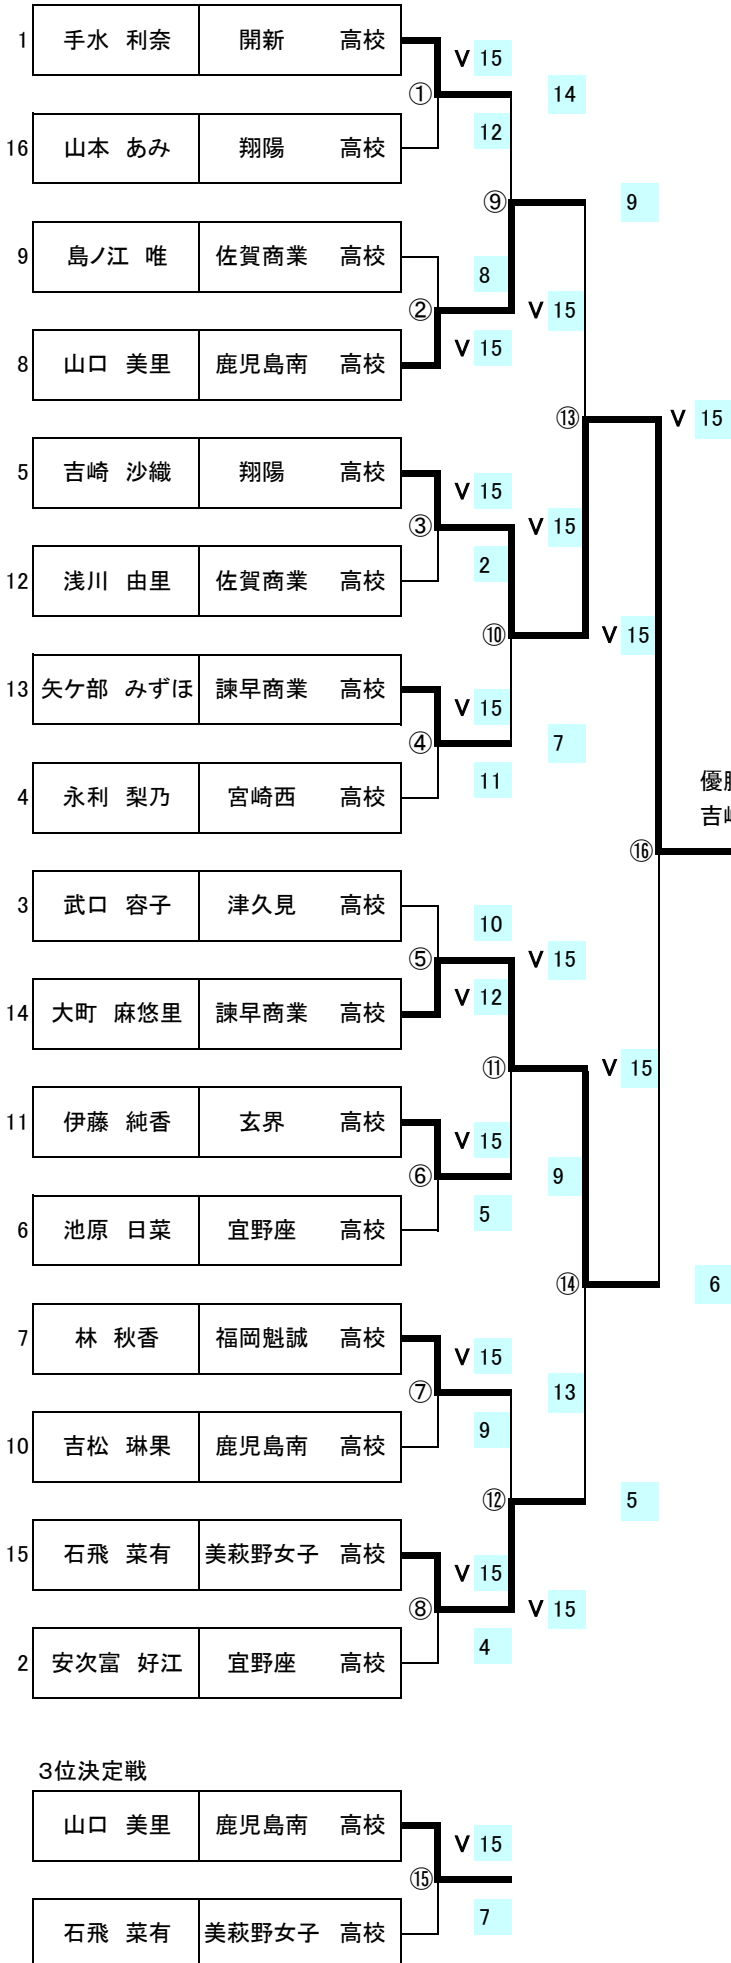 1 手水 利奈 開新 高校
V 15
① 14
12
16 山本 あみ 翔陽 高校
⑨ 9
9 島ノ江 唯 佐賀商業 高校
8
② V 15
V 15
8 山口 美里 鹿児島南 高校
⑬ V 15
5 吉崎 沙織 翔陽 高校
V 15
③ V 15
2
12 浅川 由里 佐賀商業 高校
⑩ V 15
13 矢ケ部 みずほ 諫早商業 高校
V 15
④ 7
11
4 永利 梨乃 宮崎西 高校
吉
⑯
3 武口 容子 津久見 高校
10
⑤ V 15
V 12
14 大町 麻悠里 諫早商業 高校
⑪ V 15
11 伊藤 純香 玄界 高校
V 15
⑥ 9
5
6 池原 日菜 宜野座 高校
⑭ 6
7 林 秋香 福岡魁誠 高校
V 15
⑦ 13
9
10 吉松 琳果 鹿児島南 高校
⑫ 5
15 石飛 菜有 美萩野女子 高校
V 15
⑧ V 15
4
2 安次富 好江 宜野座 高校
3位決定戦
山口 美里 鹿児島南 高校
V 15
⑮
7
石飛 菜有 美萩野女子 高校